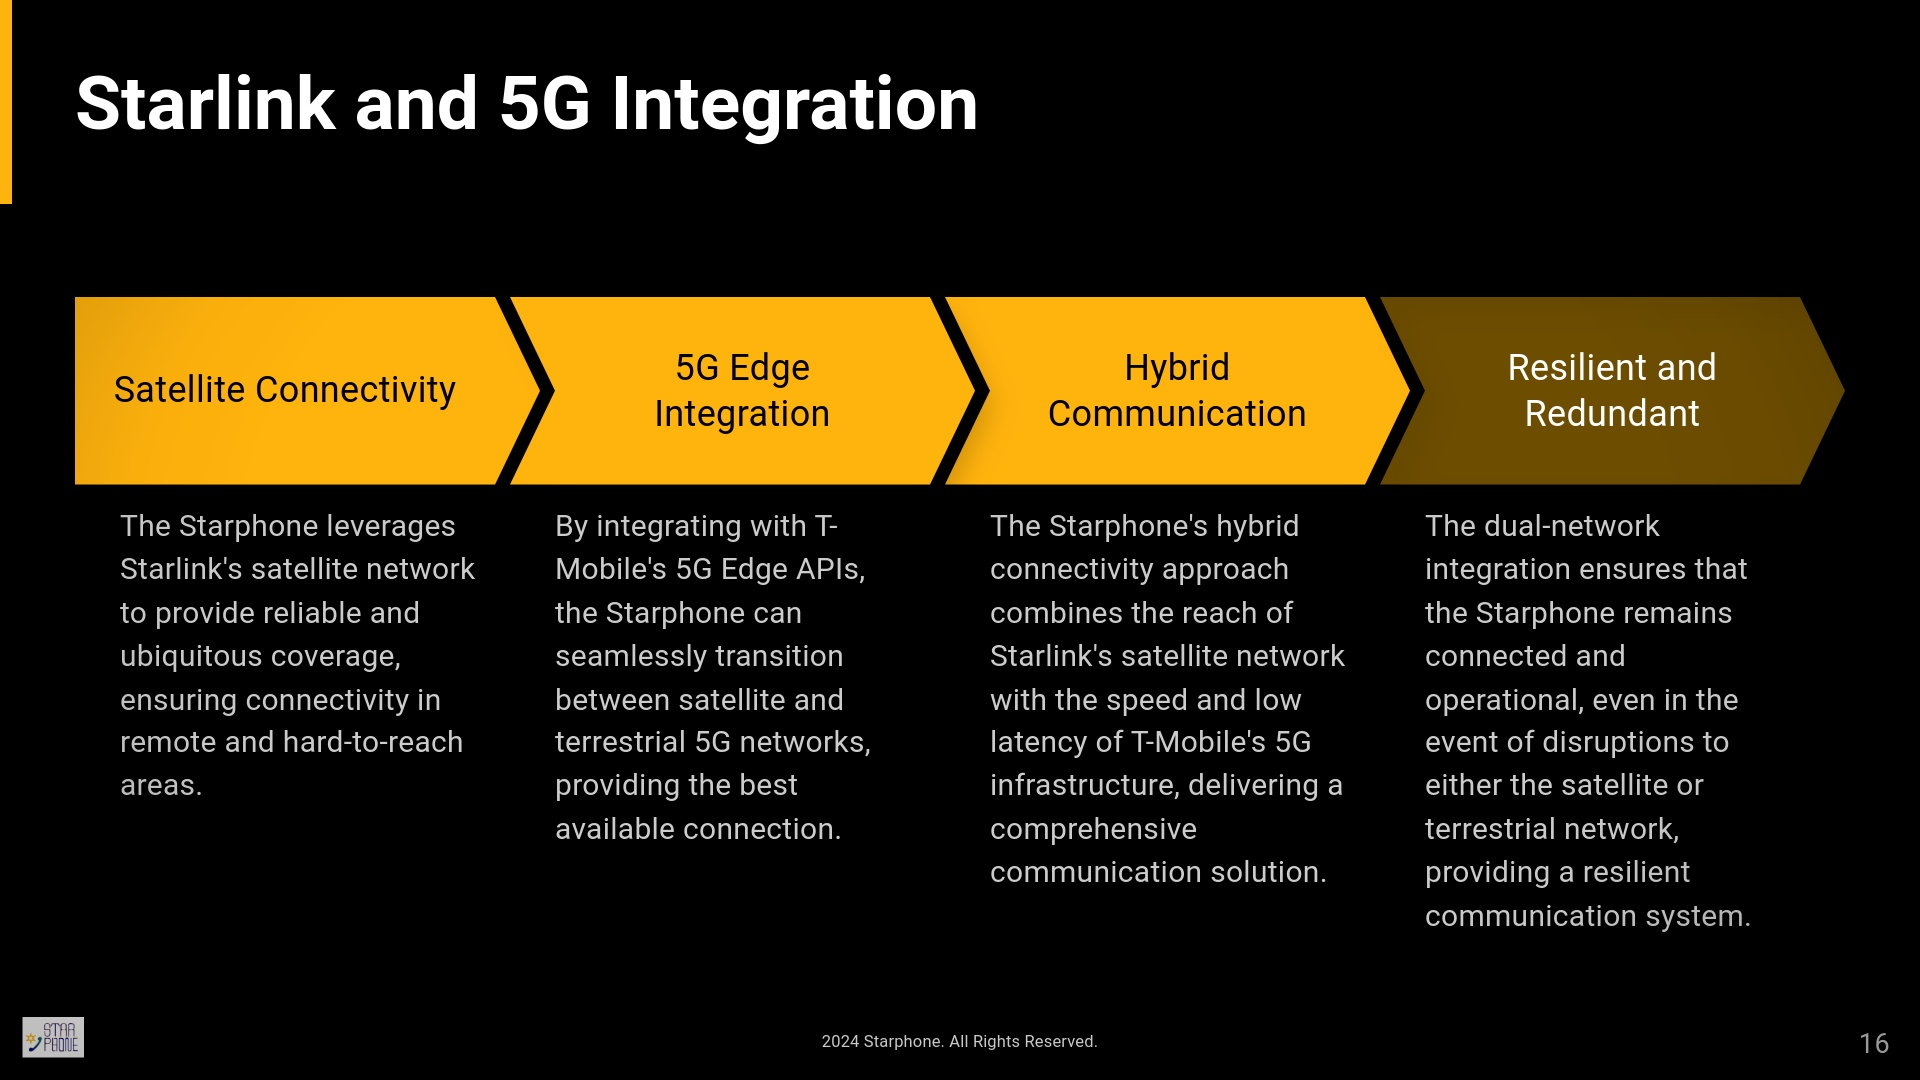 Starlink and 5G Integration
Satellite Connectivity
5G Edge
Integration
Hybrid
Communication
Resilient and
Redundant
The Starphone leverages
Starlink's satellite network
to provide reliable and
ubiquitous coverage,
ensuring connectivity in
remote and hard-to-reach
areas.
By integrating with T-
Mobile's 5G Edge APIs,
the Starphone can
seamlessly transition
between satellite and
terrestrial 5G networks,
providing the best
available connection.
The Starphone's hybrid
connectivity approach
combines the reach of
Starlink's satellite network
with the speed and low
latency of T-Mobile's 5G
infrastructure, delivering a
comprehensive
communication solution.
The dual-network
integration ensures that
the Starphone remains
connected and
operational, even in the
event of disruptions to
either the satellite or
terrestrial network,
providing a resilient
communication system.
STAR
PHONE
2024 Starphone. All Rights Reserved.
16